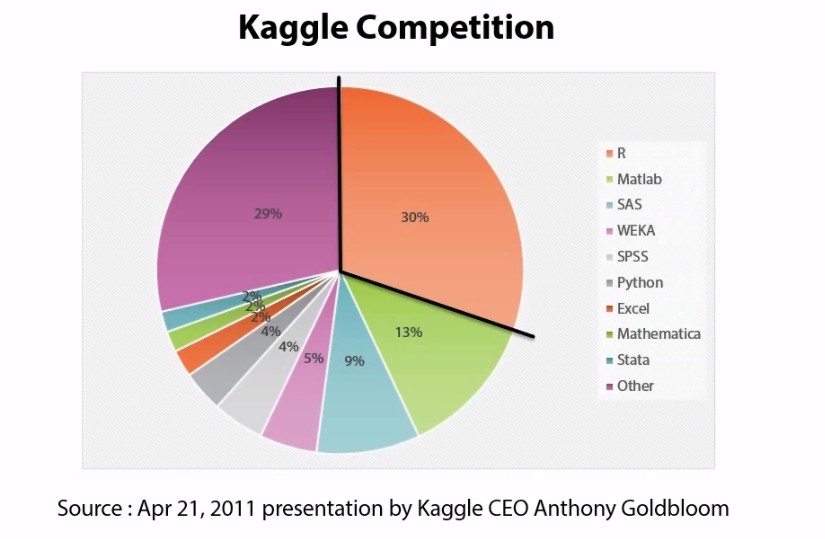 Kaggle Competition
29%
30%
2%
2%
2%
4%
4%
5%
9%
13%
R
Matlab
SAS
WEKA
SPSS
Python
Excel
Mathematica
Stata
Other
Source : Apr 21, 2011 presentation by Kaggle CEO Anthony Goldbloom